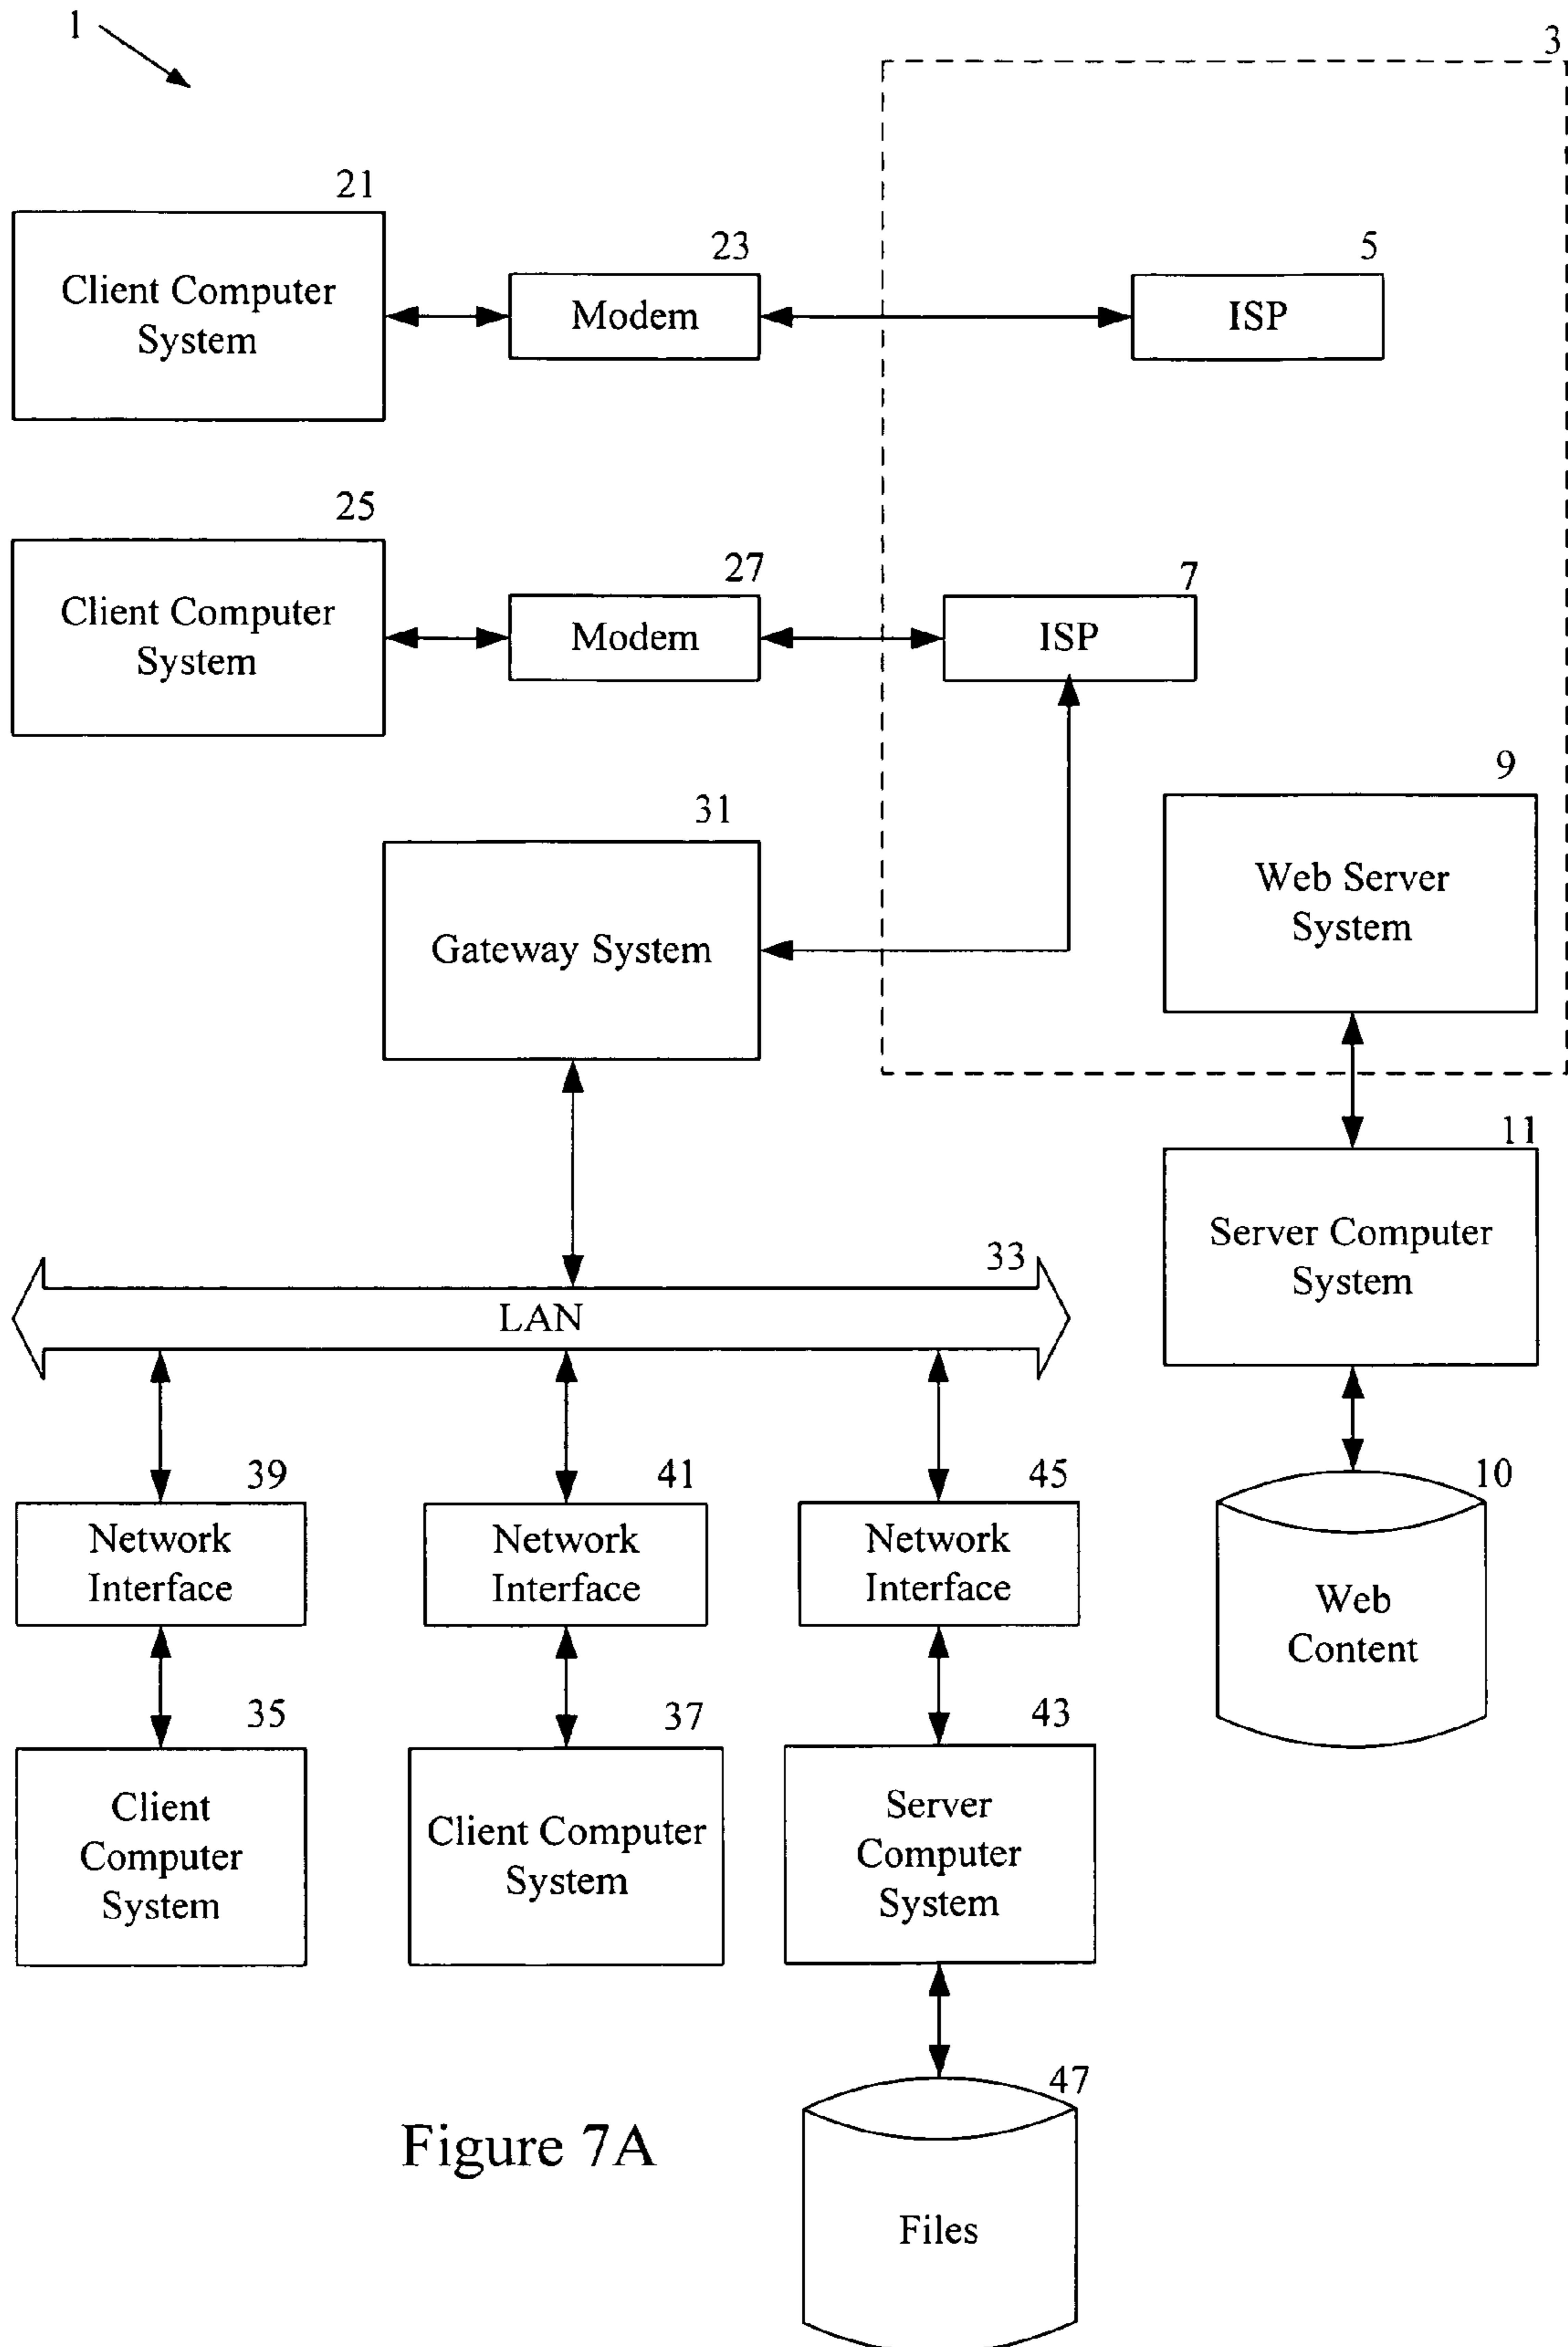 1
3
21
Client Computer
System
23
Modem
5
ISP
25
Client Computer
System
27
Modem
7
ISP
9
Web Server
System
31
Gateway System
11
Server Computer
System
33
LAN
10
Web
Content
39
Network
Interface
41
Network
Interface
45
Network
Interface
35
Client
Computer
System
37
Client Computer
System
43
Server
Computer
System
47
Files
Figure 7A